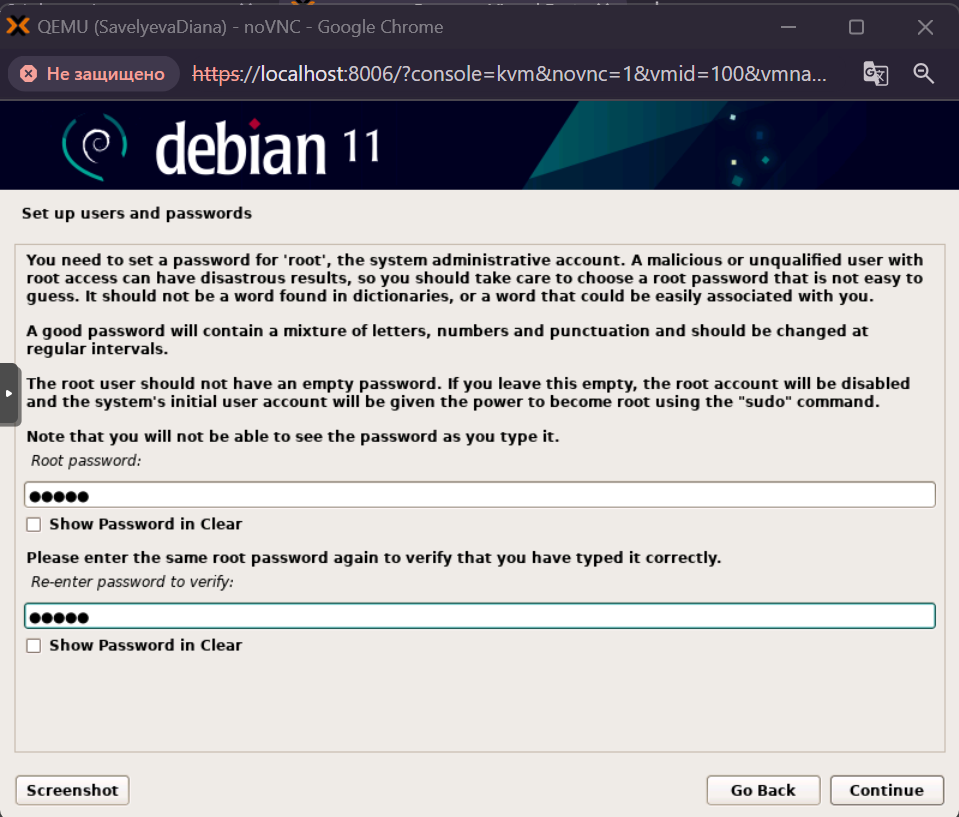 QEMU (SavelyevaDiana) - noVNC - Google Chrome
Не защищено
https://localhost:8006/?console=kvm&novnc=1&vmid=100&vmna...
debian 11
Set up users and passwords
You need to set a password for 'root', the system administrative account. A malicious or unqualified user with
root access can have disastrous results, so you should take care to choose a root password that is not easy to
guess. It should not be a word found in dictionaries, or a word that could be easily associated with you.
A good password will contain a mixture of letters, numbers and punctuation and should be changed at
regular intervals.
The root user should not have an empty password. If you leave this empty, the root account will be disabled
and the system's initial user account will be given the power to become root using the "sudo" command.
Note that you will not be able to see the password as you type it.
Root password:
●●●●●
Show Password in Clear
Please enter the same root password again to verify that you have typed it correctly.
Re-enter password to verify:
●●●●●
Show Password in Clear
Screenshot
Go Back
Continue